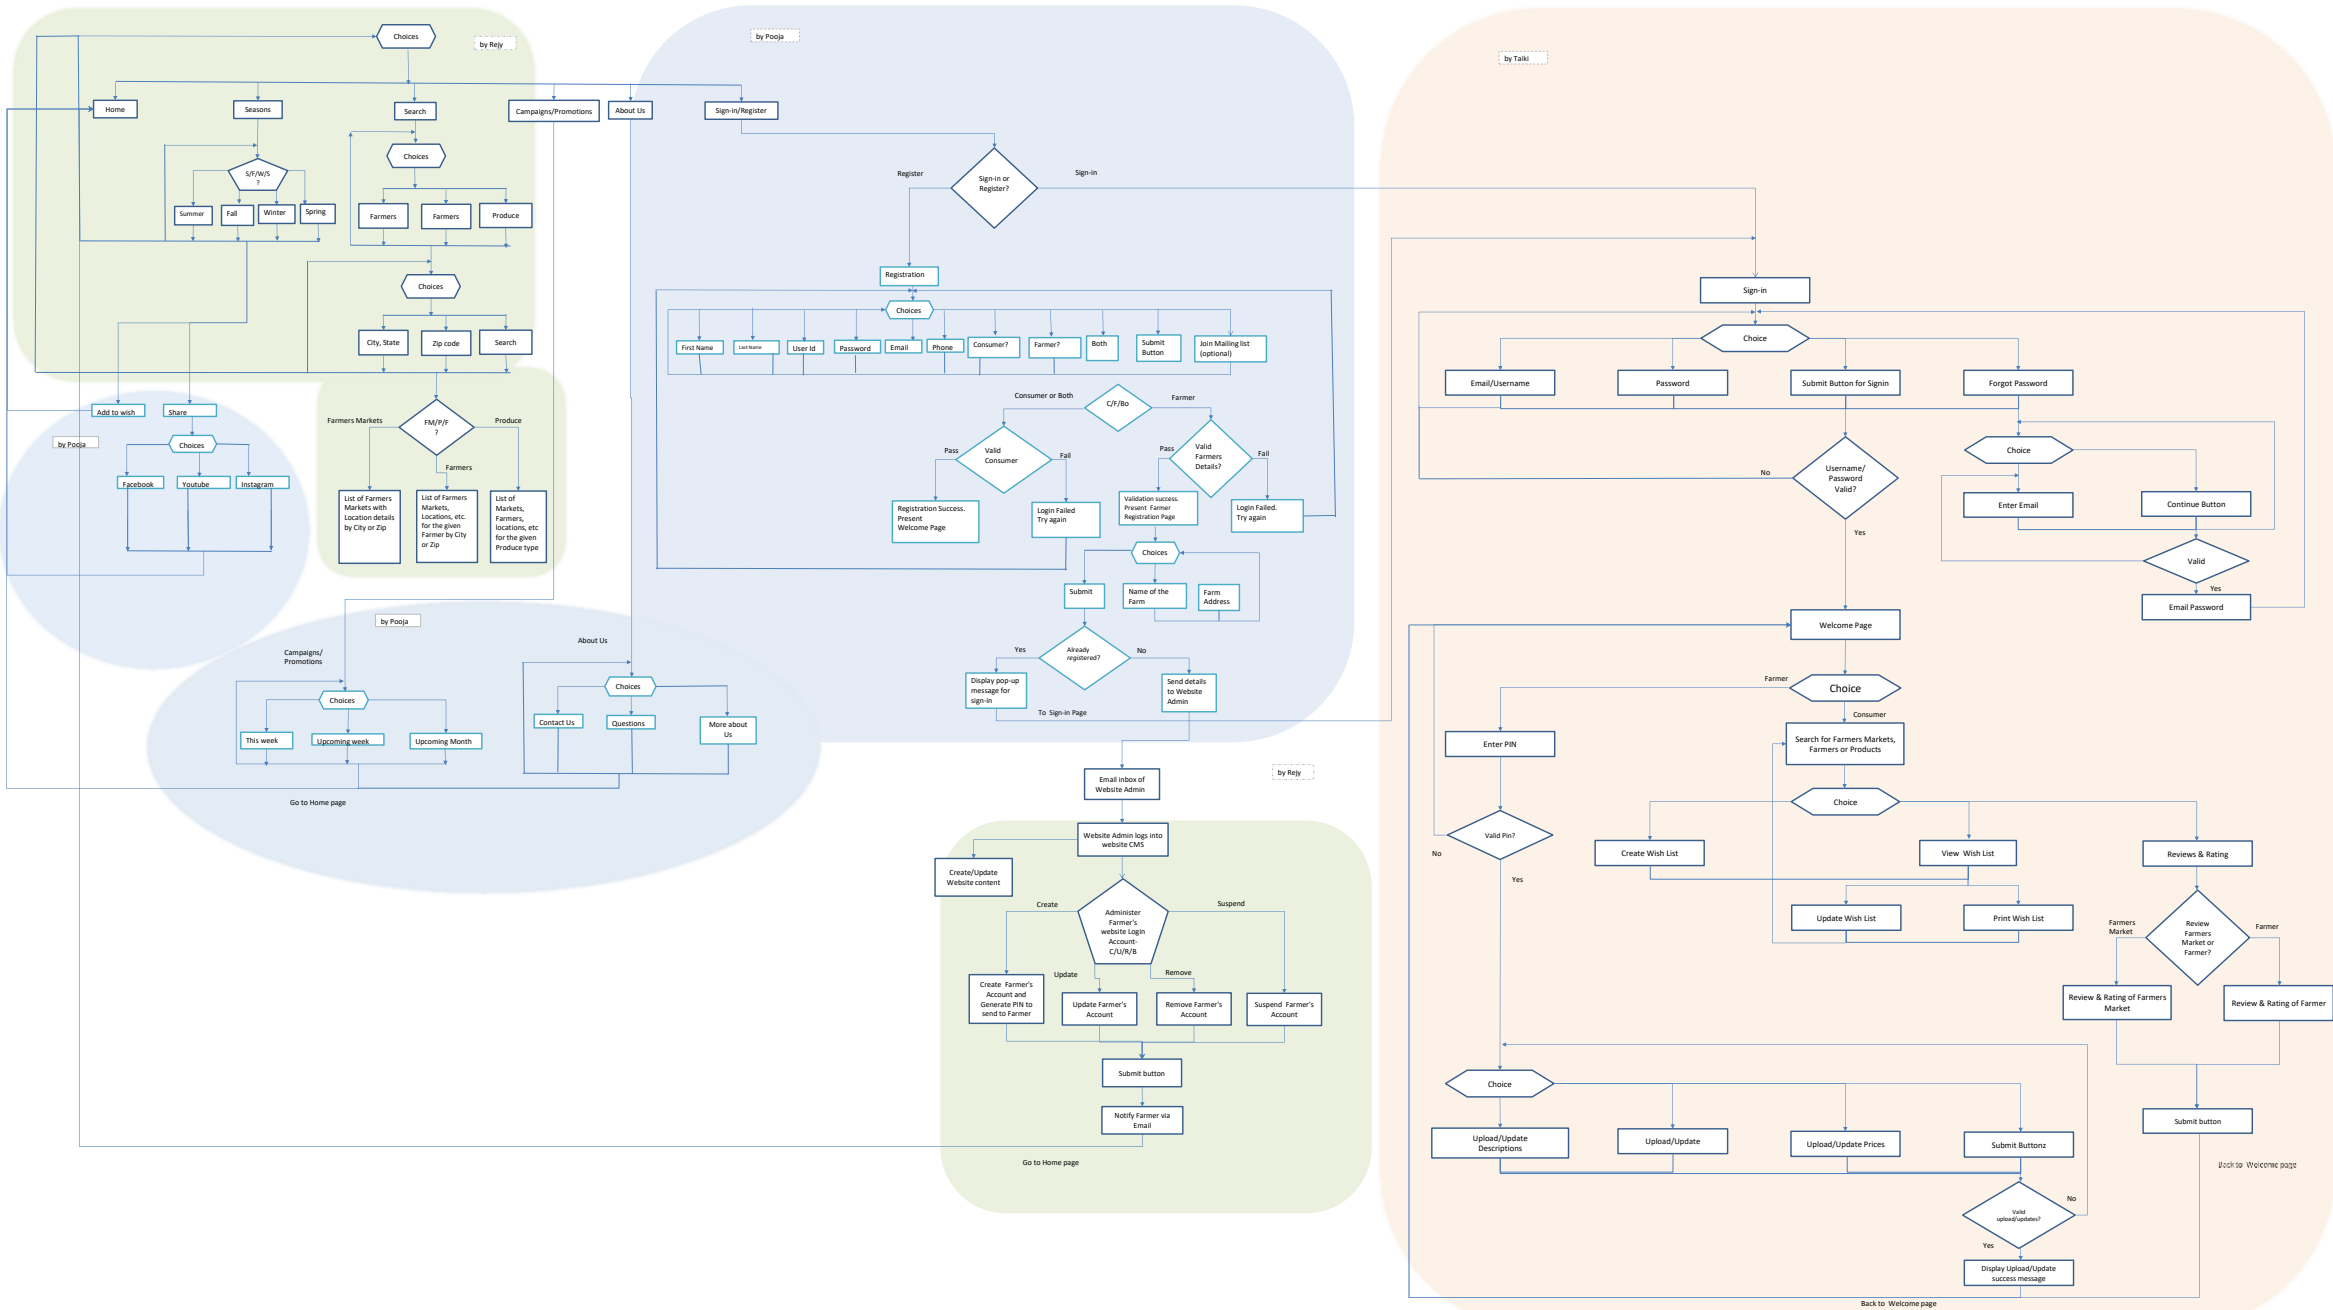 Choices
by Rejy
by Pooja
by Taiki
Home
Seasons
Search
Campaigns/Promotions
About Us
Sign-in/Register
Choices
S/F/W/S
?
Summer
Fall
Winter
Spring
Farmers
Farmers
Produce
Register
Sign-in or
Register?
Sign-in
Choices
City, State
Zip code
Search
Registration
Choices
First Name
Last Name
User Id
Password
Email
Phone
Consumer?
Farmer?
Both
Submit
Button
Join Mailing list
(optional)
Sign-in
Choice
Email/Username
Password
Submit Button for Signin
Forgot Password
Add to wish
Share
by Pooja
Choices
Facebook
Youtube
Instagram
Farmers Markets
FM/P/F
?
Produce
Farmers
List of Farmers
Markets with
Location details
by City or Zip
List of Farmers
Markets,
Locations, etc.
for the given
Farmer by City
or Zip
List of
Markets,
Farmers,
locations, etc
for the given
Produce type
Consumer or Both
C/F/Bo
Farmer
Pass
Valid
Consumer
Fail
Pass
Valid
Farmers
Details?
Fail
Registration Success.
Present
Welcome Page
Login Failed
Try again
Validation success.
Present Farmer
Registration Page
Login Failed.
Try again
Choices
Submit
Name of the
Farm
Farm
Address
Yes
Already
registered?
No
Display pop-up
message for
sign-in
Send details
to Website
Admin
To Sign-in Page
No
Username/
Password
Valid?
Yes
Choice
Enter Email
Continue Button
Valid
Yes
Email Password
Welcome Page
Farmer
Choice
Consumer
Enter PIN
Search for Farmers Markets,
Farmers or Products
Choice
Valid Pin?
No
Yes
Create Wish List
View Wish List
Reviews & Rating
Update Wish List
Print Wish List
Farmers
Market
Review
Farmers
Market or
Farmer?
Farmer
Review & Rating of Farmers
Market
Review & Rating of Farmer
by Pooja
Campaigns/
Promotions
Choices
This week
Upcoming week
Upcoming Month
About Us
Choices
Contact Us
Questions
More about
Us
Go to Home page
Email inbox of
Website Admin
by Rejy
Website Admin logs into
website CMS
Create/Update
Website content
Create
Administer
Farmer's
website Login
Account-
C/U/R/B
Suspend
Update
Remove
Create Farmer's
Account and
Generate PIN to
send to Farmer
Update Farmer's
Account
Remove Farmer's
Account
Suspend Farmer's
Account
Submit button
Notify Farmer via
Email
Go to Home page
Choice
Upload/Update
Descriptions
Upload/Update
Upload/Update Prices
Submit Buttonz
Submit button
Back to Welcome page
Valid
upload/updates?
No
Yes
Display Upload/Update
success message
Back to Welcome page